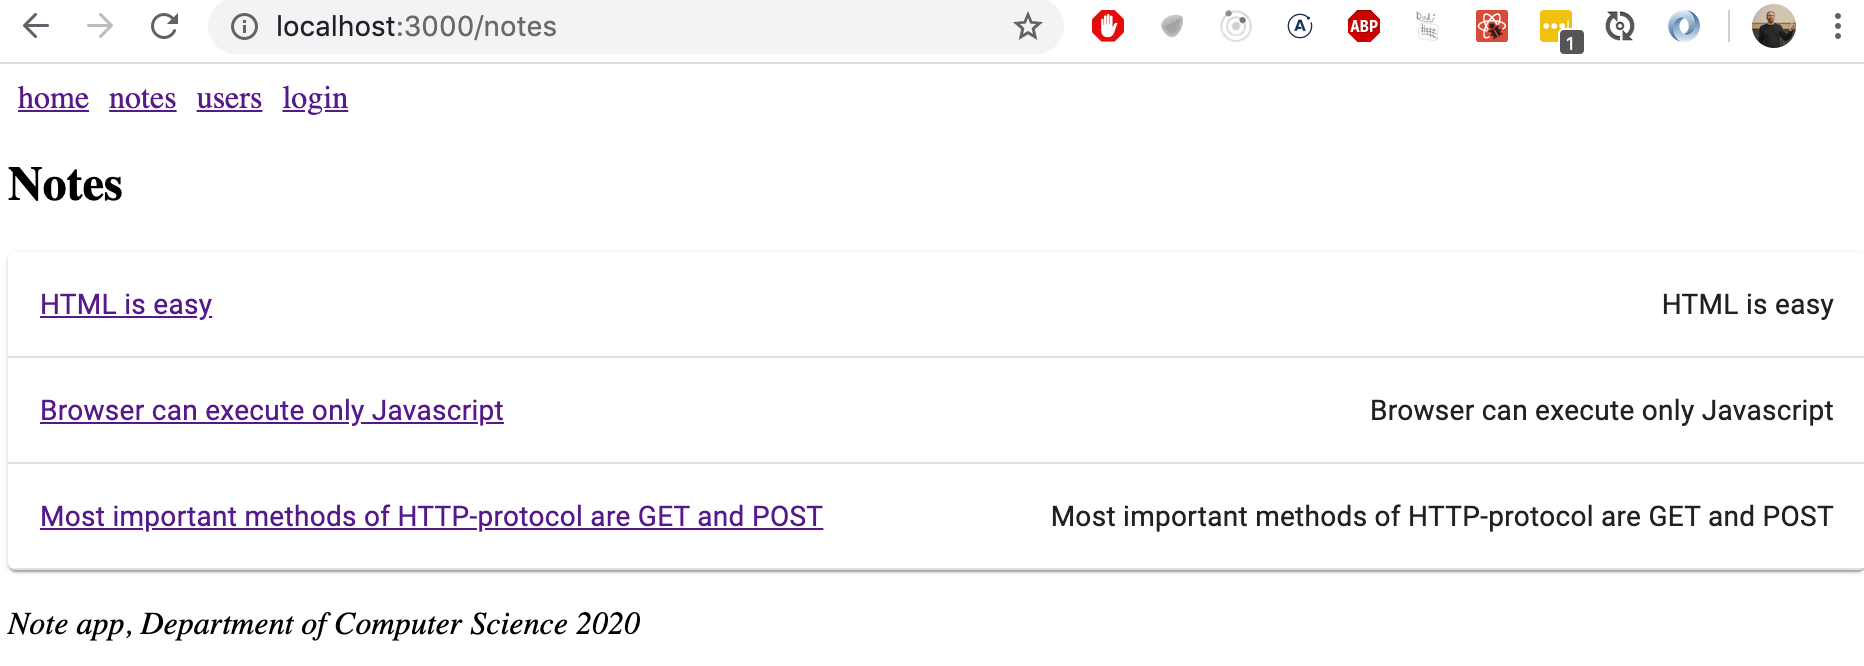 localhost:3000/notes
ABP
1
home notes users login
Notes
HTML is easy HTML is easy
Browser can execute only Javascript Browser can execute only Javascript
Most important methods of HTTP-protocol are GET and POST Most important methods of HTTP-protocol are GET and POST
Note app, Department of Computer Science 2020